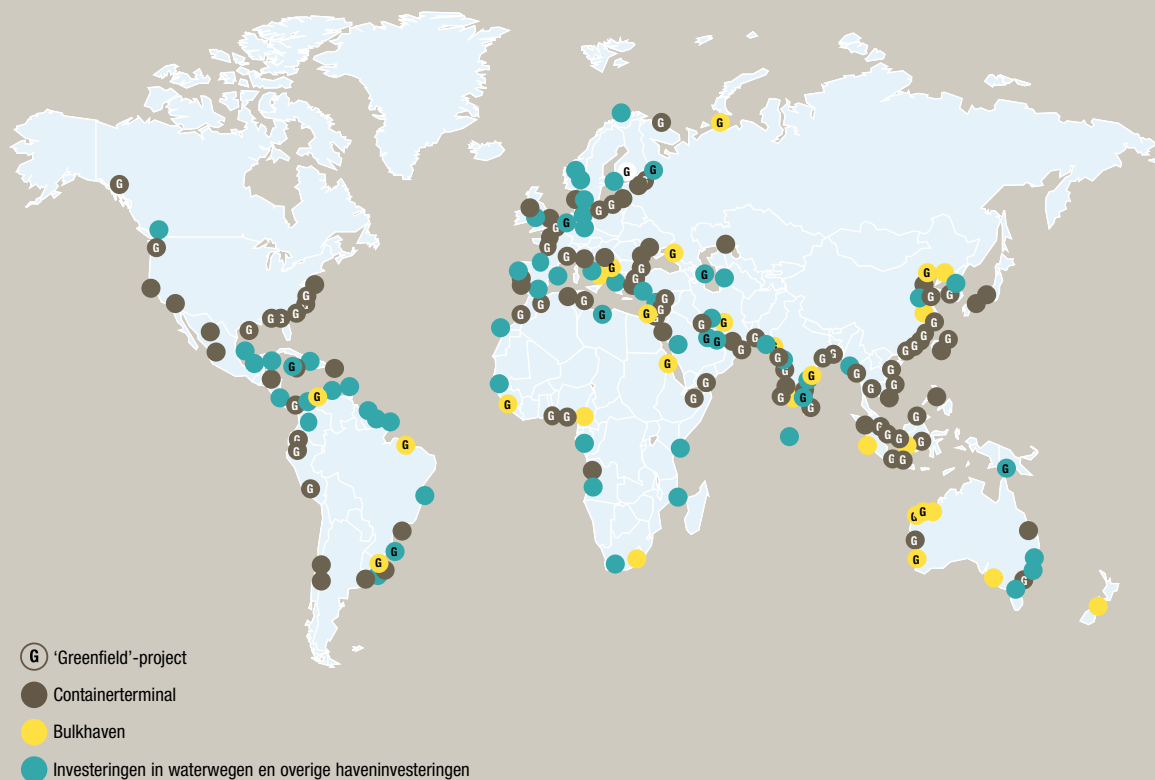 G 'Greenfield'-project
Containerterminal
Bulkhaven
Investeringen in waterwegen en overige haveninvesteringen